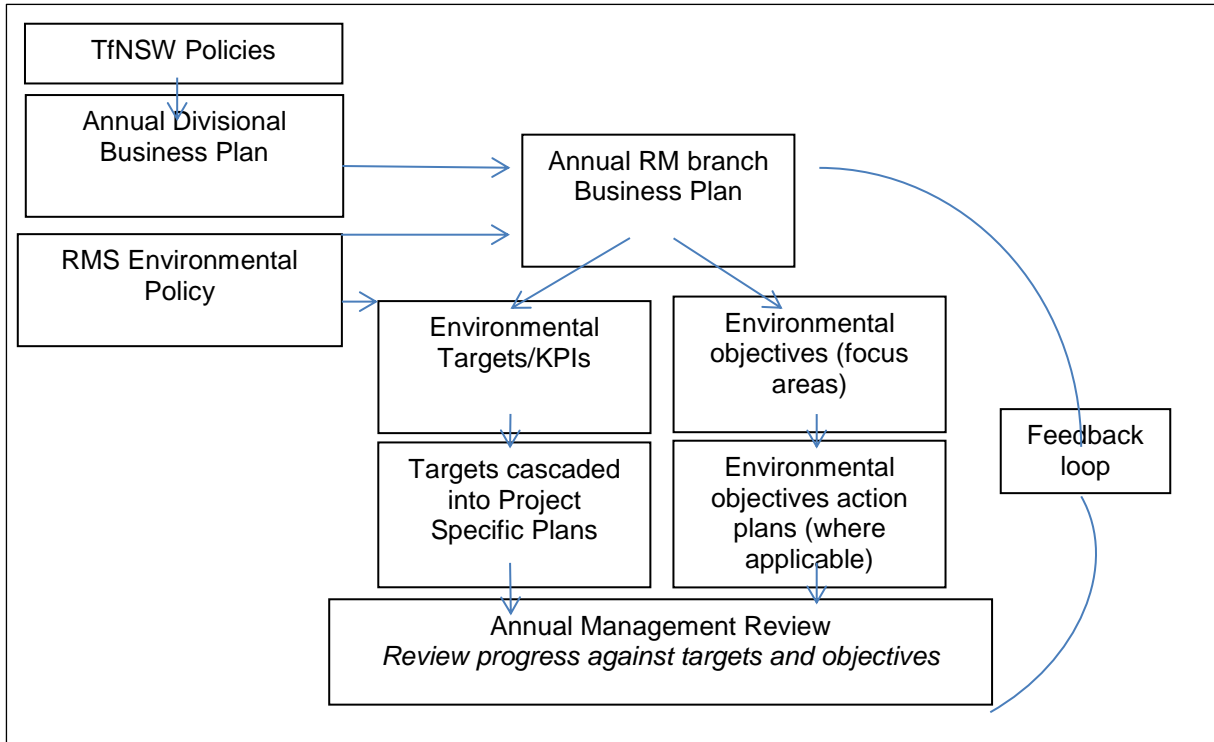 TfNSW Policies
Annual Divisional
Business Plan
Annual RM branch
Business Plan
RMS Environmental
Policy
Environmental
Targets/KPIs
Environmental
objectives (focus
areas)
Feedback
loop
Targets cascaded
into Project
Specific Plans
Environmental
objectives action
plans (where
applicable)
Annual Management Review
Review progress against targets and objectives